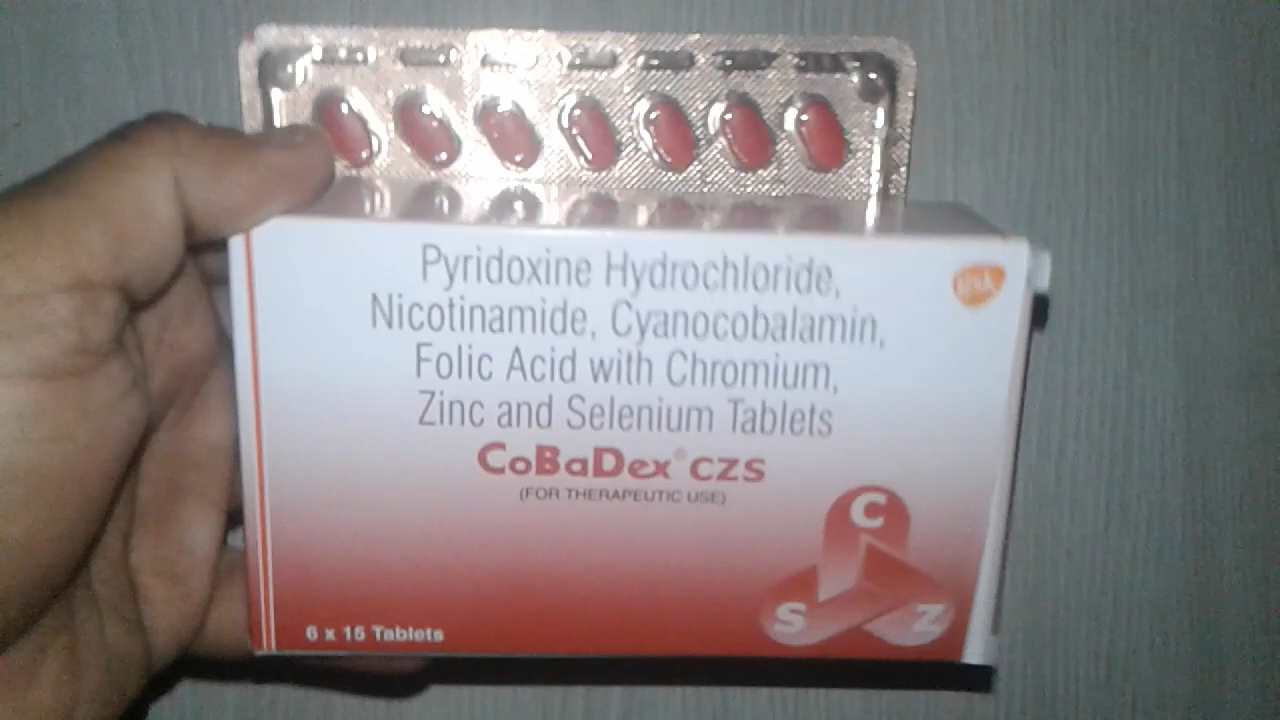 Pyridoxine Hydrochloride,
Nicotinamide, Cyanocobalamin,
Folic Acid with Chromium,
Zinc and Selenium Tablets
CoBaDex® CZS
(FOR THERAPEUTIC USE)
C
S Z
6 x 15 Tablets
gsk